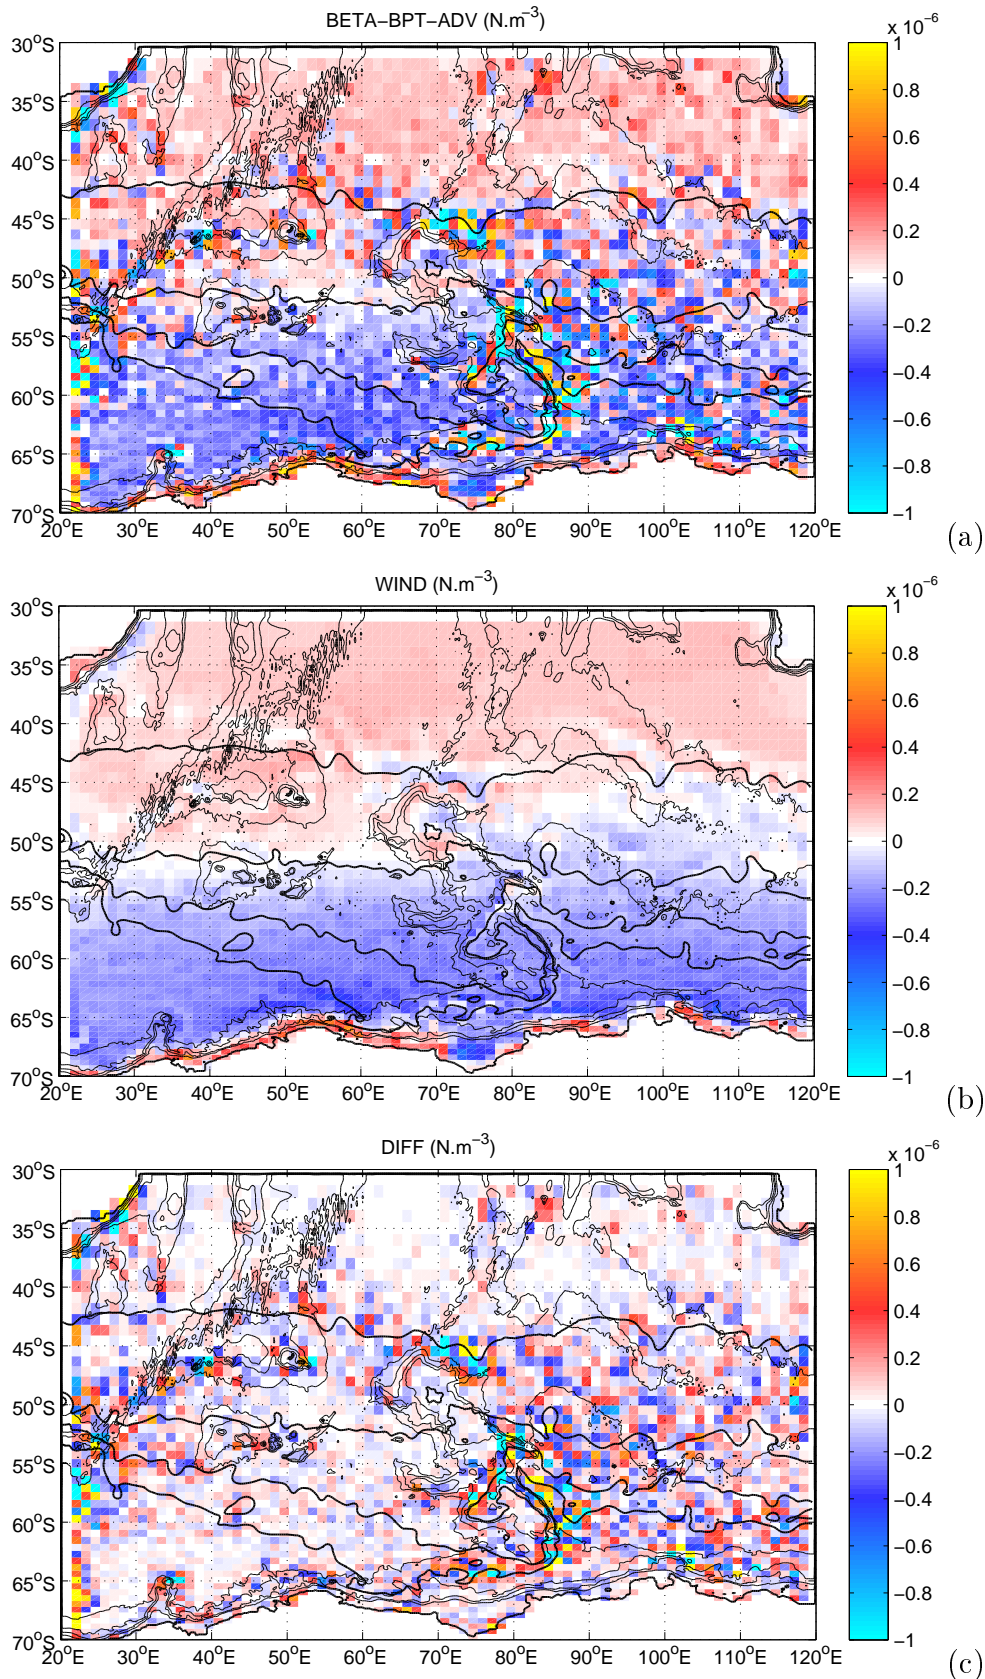 BETA−BPT−ADV (N.m−3)
x 10−6
30°S
35°S
40°S
45°S
50°S
55°S
60°S
65°S
70°S
20°E 30°E 40°E 50°E 60°E 70°E 80°E 90°E 100°E 110°E 120°E
1
0.8
0.6
0.4
0.2
0
−0.2
−0.4
−0.6
−0.8
−1
(a)
WIND (N.m−3)
x 10−6
30°S
35°S
40°S
45°S
50°S
55°S
60°S
65°S
70°S
20°E 30°E 40°E 50°E 60°E 70°E 80°E 90°E 100°E 110°E 120°E
1
0.8
0.6
0.4
0.2
0
−0.2
−0.4
−0.6
−0.8
−1
(b)
DIFF (N.m−3)
x 10−6
30°S
35°S
40°S
45°S
50°S
55°S
60°S
65°S
70°S
20°E 30°E 40°E 50°E 60°E 70°E 80°E 90°E 100°E 110°E 120°E
1
0.8
0.6
0.4
0.2
0
−0.2
−0.4
−0.6
−0.8
−1
(c)